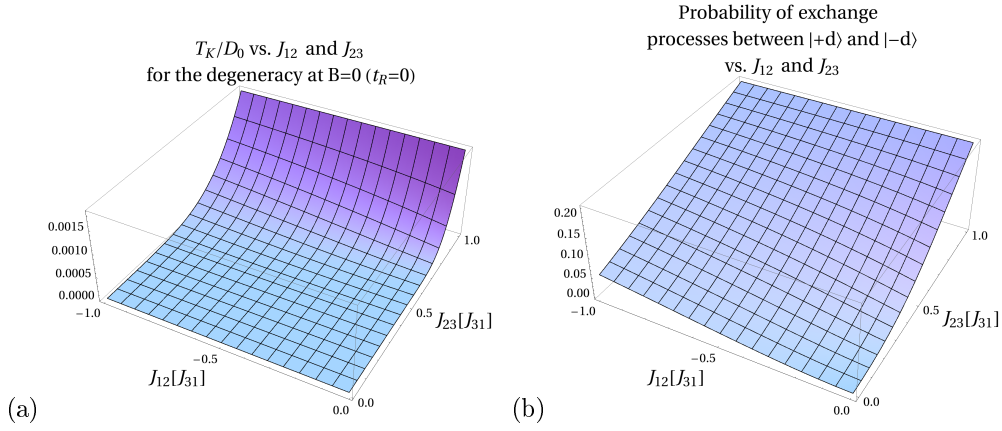 T_K/D_0 vs. J_12 and J_23
for the degeneracy at B=0 (t_R=0)
0.0015
0.0010
0.0005
0.0000
−1.0
−0.5
0.0
J_12[J_31]
0.0
0.5
1.0
J_23[J_31]
(a)
Probability of exchange
processes between |+d⟩ and |−d⟩
vs. J_12 and J_23
0.20
0.15
0.10
0.05
0.00
−1.0
−0.5
0.0
J_12[J_31]
0.0
0.5
1.0
J_23[J_31]
(b)